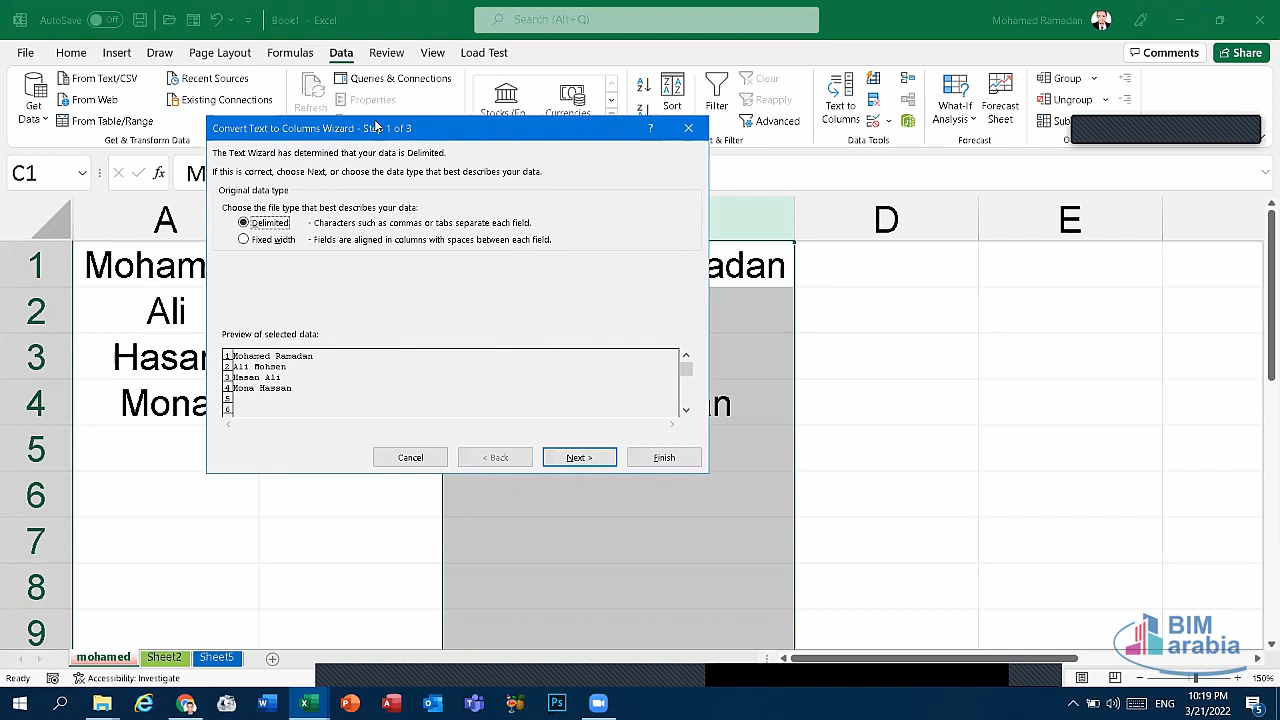 AutoSave Off Book1 - Excel Search (Alt+Q) Mohamed Ramadan
File Home Insert Draw Page Layout Formulas Data Review View Load Test Comments Share
Get Data
From Text/CSV
From Web
From Table/Range
Recent Sources
Existing Connections
Get & Transform Data
Refresh
Queries & Connections
Properties
Stocks (En
Currencies
Sort
Filter
Clear
Reapply
Advanced
& Filter
Text to Columns
Data Tools
What-If Analysis
Forecast Sheet
Forecast
Group
Ungroup
Sub
Convert Text to Columns Wizard - Step 1 of 3 ?
The Text Wizard has determined that your data is Delimited.
If this is correct, choose Next, or choose the data type that best describes your data.
Original data type
Choose the file type that best describes your data:
Delimited - Characters such as commas or tabs separate each field.
Fixed width - Fields are aligned in columns with spaces between each field.
Preview of selected data:
1 Mohamed Ramadan
2 Ali Mohsen
3 Hasan Ali
4 Mona Hassan
5
6
Cancel < Back Next > Finish
C1 fx M
A D E
1 Moham adan
2 Ali
3 Hasan
4 Mona an
5
6
7
8
9
BIM
arabia
mohamed Sheet2 Sheet5
Ready Accessibility: Investigate 150%
ENG
10:19 PM
3/21/2022
5